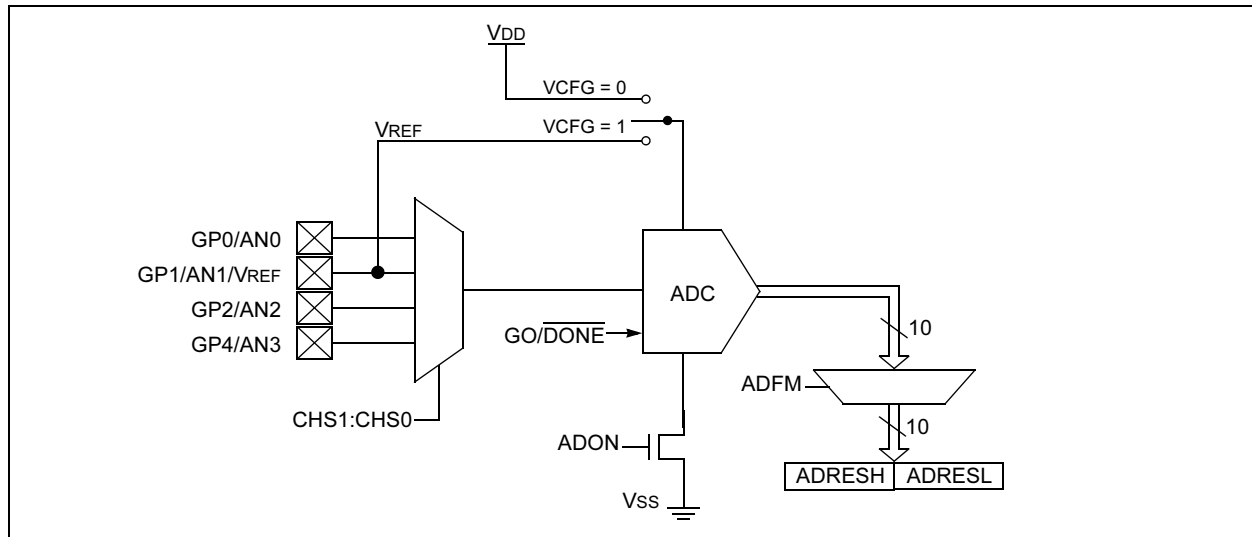 VDD
VCFG = 0
VREF
VCFG = 1
GP0/AN0
GP1/AN1/VREF
GP2/AN2
GP4/AN3
ADC
GO/DONE
10
ADFM
CHS1:CHS0
10
ADON
ADRESH ADRESL
VSS